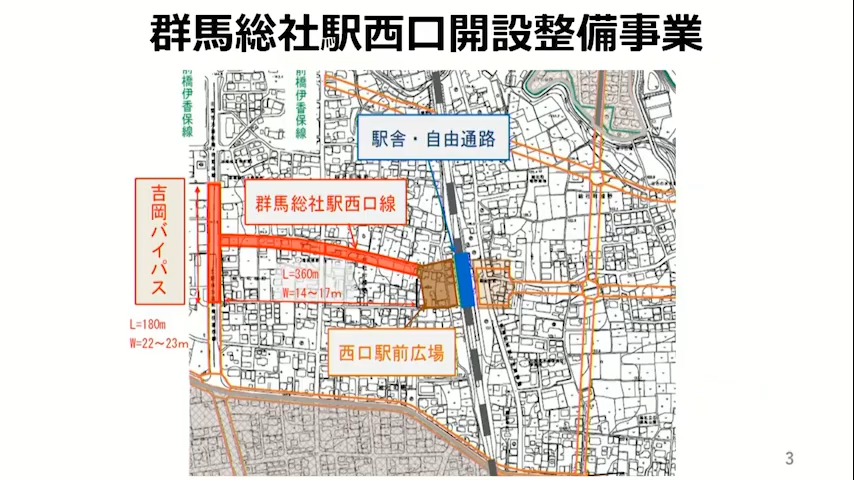 群馬総社駅西口開設整備事業
前橋伊香保線
前橋伊香保線
駅舎・自由通路
吉岡バイパス
群馬総社駅西口線
L=360m
W=14～17m
L=180m
W=22～23m
西口駅前広場
3